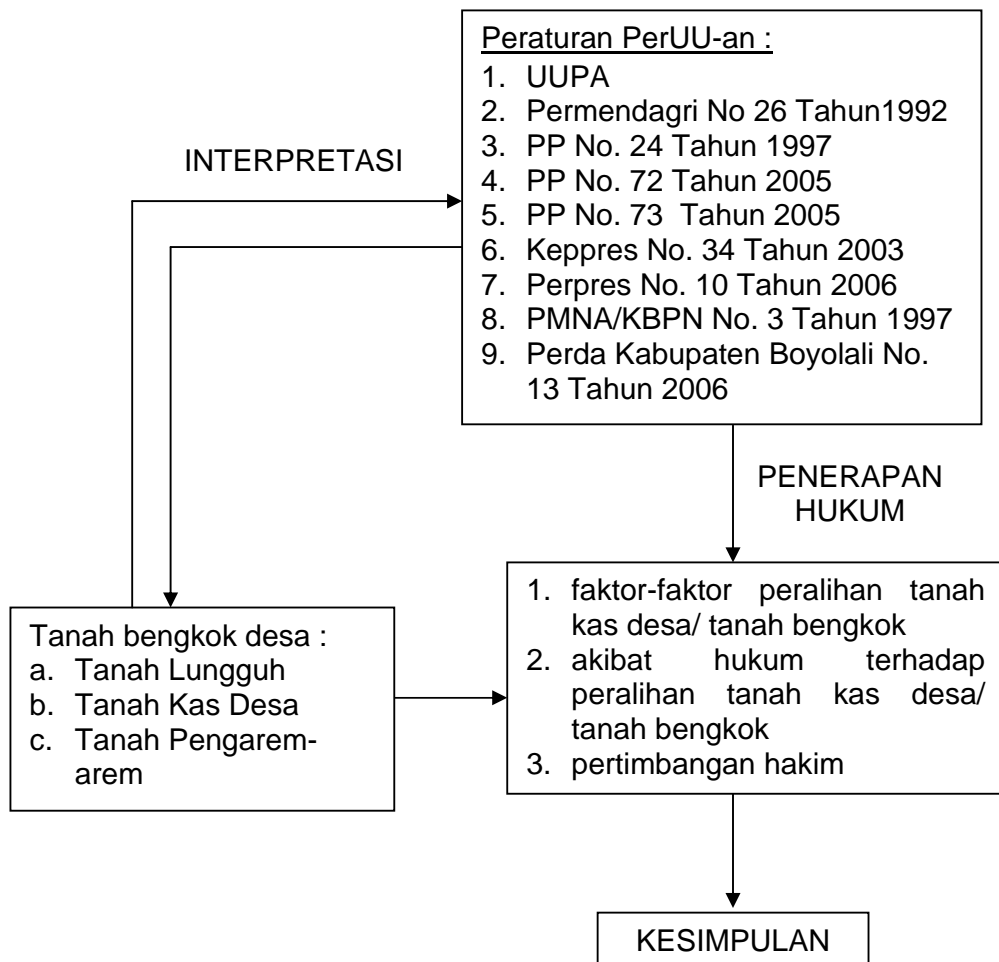 Peraturan PerUU-an :
1. UUPA
2. Permendagri No 26 Tahun1992
3. PP No. 24 Tahun 1997
4. PP No. 72 Tahun 2005
5. PP No. 73 Tahun 2005
6. Keppres No. 34 Tahun 2003
7. Perpres No. 10 Tahun 2006
8. PMNA/KBPN No. 3 Tahun 1997
9. Perda Kabupaten Boyolali No.
13 Tahun 2006
INTERPRETASI
PENERAPAN
HUKUM
Tanah bengkok desa :
a. Tanah Lungguh
b. Tanah Kas Desa
c. Tanah Pengarem-
arem
1. faktor-faktor peralihan tanah
kas desa/ tanah bengkok
2. akibat hukum terhadap
peralihan tanah kas desa/
tanah bengkok
3. pertimbangan hakim
KESIMPULAN